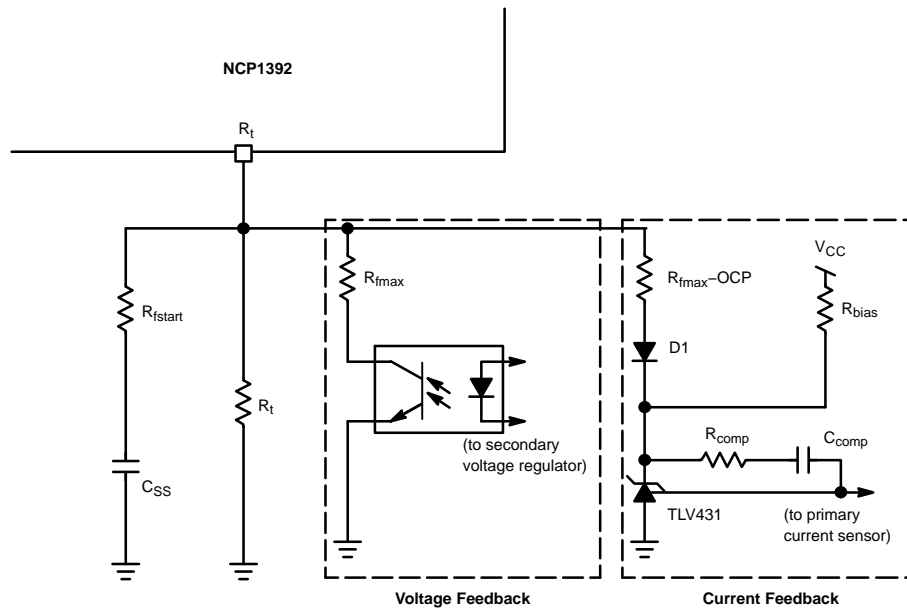 NCP1392
Rt
VCC
Rfmax
Rfmax–OCP
Rfstart
Rbias
D1
Rt
Rcomp
Ccomp
(to secondary
voltage regulator)
CSS
TLV431
(to primary
current sensor)
Voltage Feedback
Current Feedback